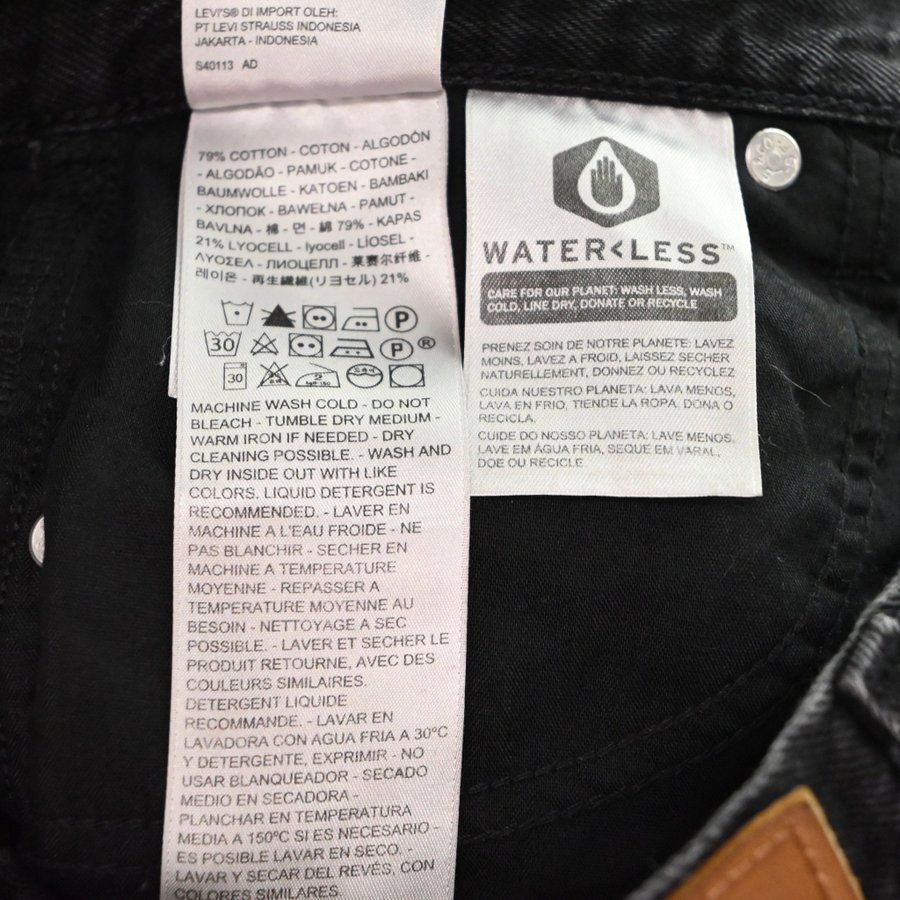 LEVI'S® DI IMPORT OLEH:
PT LEVI STRAUSS INDONESIA
JAKARTA - INDONESIA
S40113 AD
79% COTTON - COTON - ALGODÓN
- ALGODÃO - PAMUK - COTONE -
BAUMWOLLE - KATOEN - BAMBAKI
- ХЛОПОК - BAWEŁNA - PAMUT -
BAVLNA - 棉 - 면 - 綿 79% - KAPAS
21% LYOCELL - lyocell - LİOSEL -
ΛΥΟΣΕΛ - ЛИОЦЕЛЛ - 莱赛尔纤维 -
레이온 - 再生繊維(リヨセル) 21%
P
30 P ®
30
MACHINE WASH COLD - DO NOT
BLEACH - TUMBLE DRY MEDIUM -
WARM IRON IF NEEDED - DRY
CLEANING POSSIBLE. - WASH AND
DRY INSIDE OUT WITH LIKE
COLORS. LIQUID DETERGENT IS
RECOMMENDED. - LAVER EN
MACHINE A L'EAU FROIDE - NE
PAS BLANCHIR - SECHER EN
MACHINE A TEMPERATURE
MOYENNE - REPASSER A
TEMPERATURE MOYENNE AU
BESOIN - NETTOYAGE A SEC
POSSIBLE. - LAVER ET SECHER LE
PRODUIT RETOURNE, AVEC DES
COULEURS SIMILAIRES.
DETERGENT LIQUIDE
RECOMMANDE. - LAVAR EN
LAVADORA CON AGUA FRIA A 30°C
Y DETERGENTE, EXPRIMIR - NO
USAR BLANQUEADOR - SECADO
MEDIO EN SECADORA -
PLANCHAR EN TEMPERATURA
MEDIA A 150°C SI ES NECESARIO -
ES POSIBLE LAVAR EN SECO. -
LAVAR Y SECAR DEL REVÉS, CON
COLORES SIMILARES.
WATER<LESS™
CARE FOR OUR PLANET: WASH LESS, WASH
COLD, LINE DRY, DONATE OR RECYCLE
PRENEZ SOIN DE NOTRE PLANETE: LAVEZ
MOINS, LAVEZ A FROID, LAISSEZ SECHER
NATURELLEMENT, DONNEZ OU RECYCLEZ
CUIDA NUESTRO PLANETA: LAVA MENOS,
LAVA EN FRIO, TIENDE LA ROPA, DONA O
RECICLA.
CUIDE DO NOSSO PLANETA: LAVE MENOS,
LAVE EM ÁGUA FRIA, SEQUE EM VARAL,
DOE OU RECICLE.